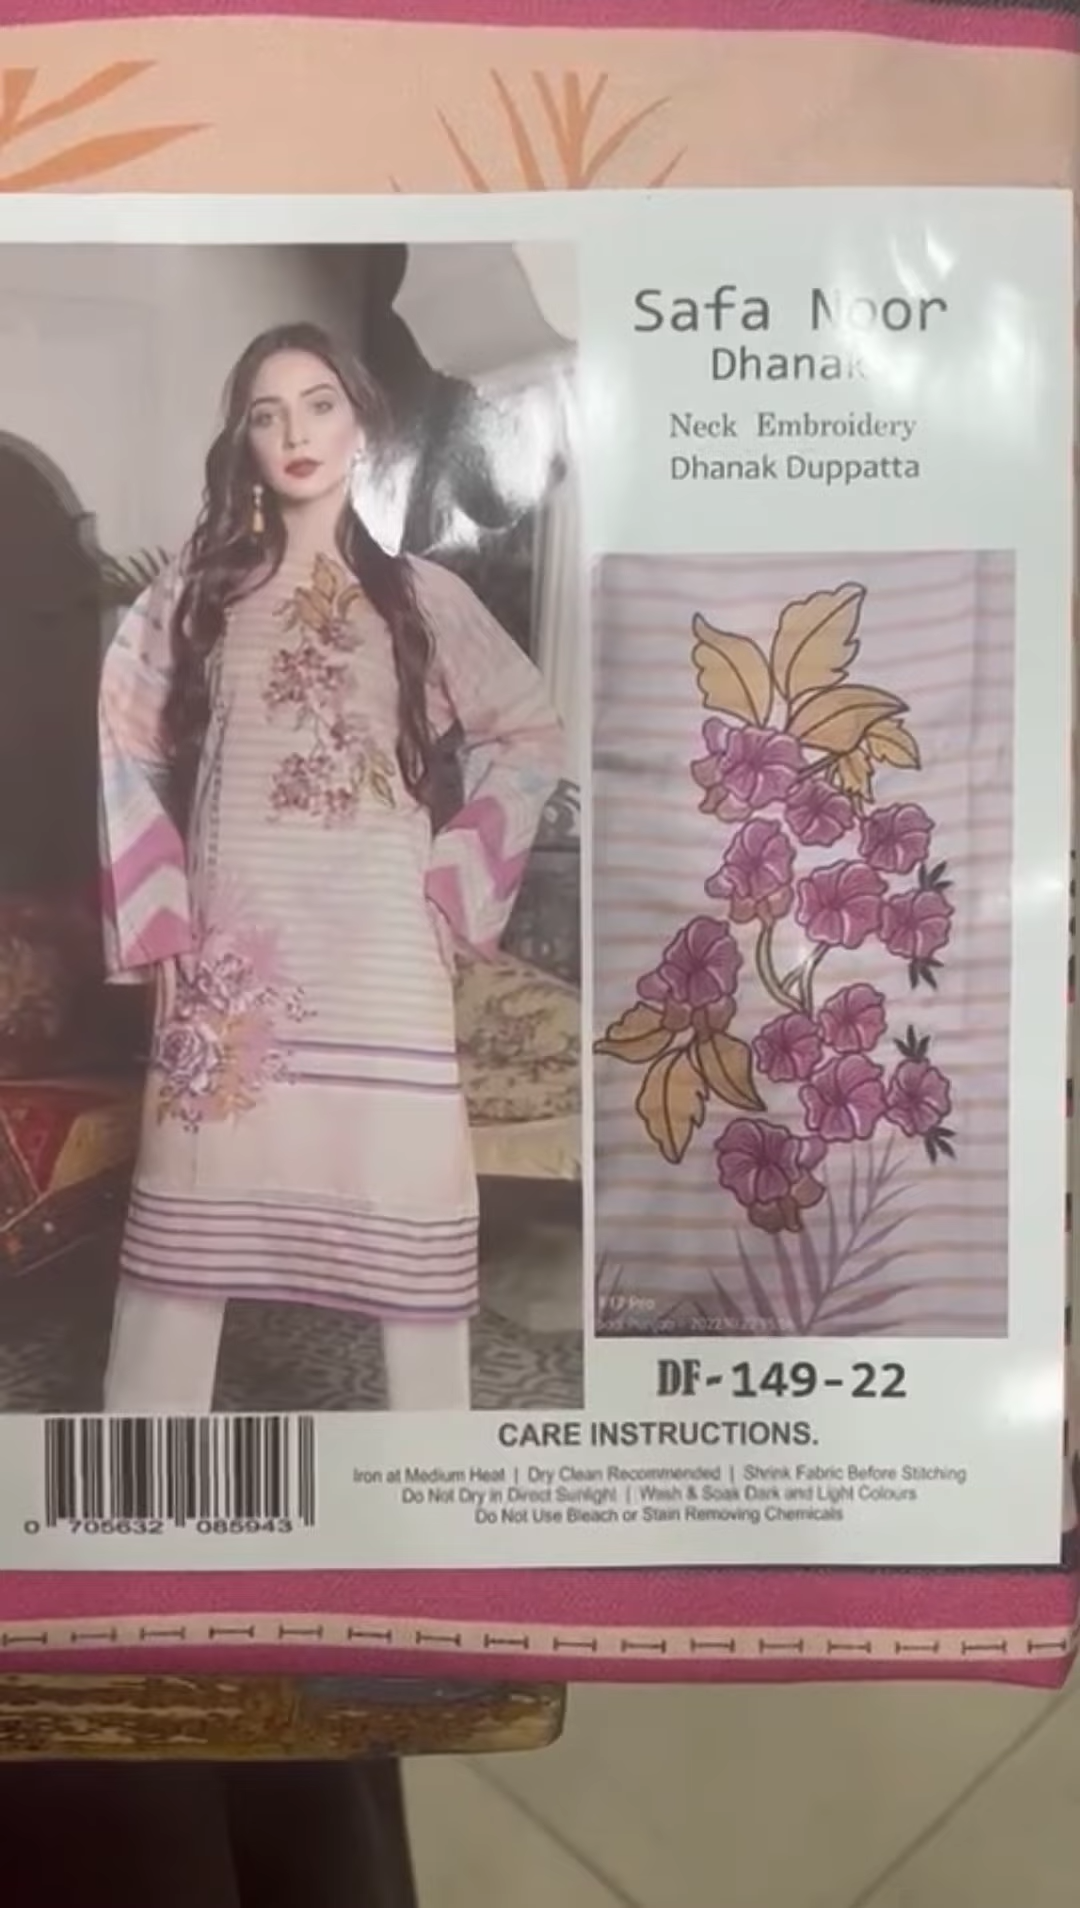 Safa Noor
Dhanak
Neck Embroidery
Dhanak Duppatta
DF-149-22
CARE INSTRUCTIONS.
Iron at Medium Heat | Dry Clean Recommended | Shrink Fabric Before Stitching
Do Not Dry in Direct Sunlight | Wash & Soak Dark and Light Colours
Do Not Use Bleach or Stain Removing Chemicals
0 705632 085943